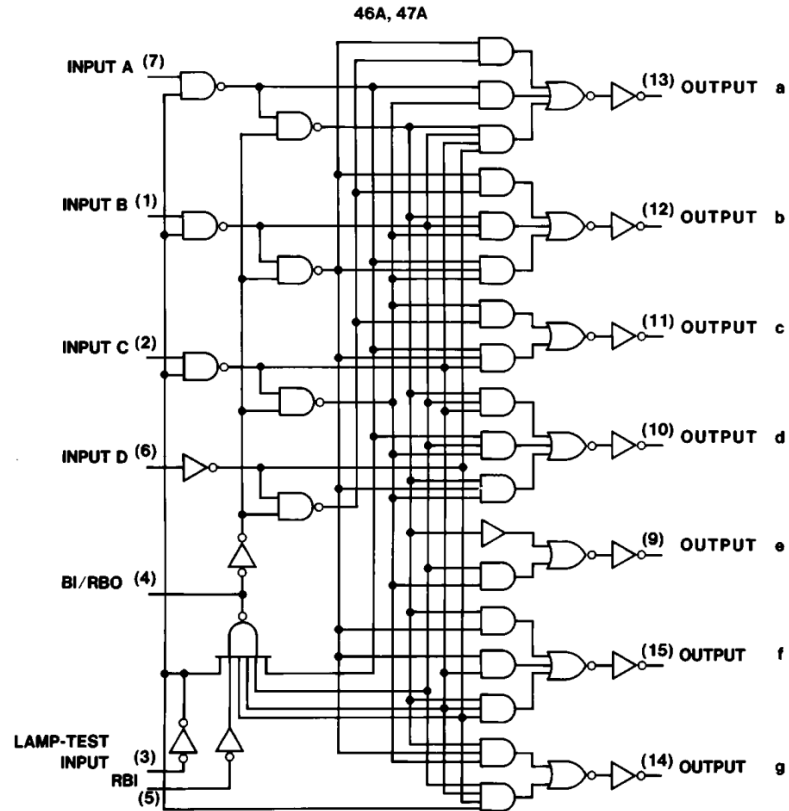 46A, 47A
INPUT A (7)
(13) OUTPUT a
INPUT B (1)
(12) OUTPUT b
(11) OUTPUT c
INPUT C (2)
(10) OUTPUT d
INPUT D (6)
(9) OUTPUT e
BI/RBO (4)
(15) OUTPUT f
LAMP-TEST
INPUT (3)
RBI
(5)
(14) OUTPUT g